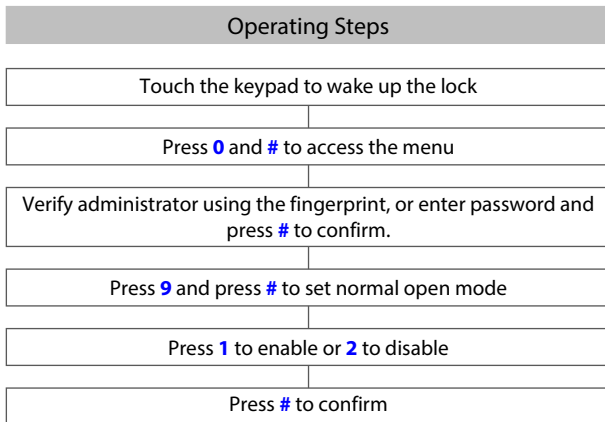 Operating Steps
Touch the keypad to wake up the lock
Press 0 and # to access the menu
Verify administrator using the fingerprint, or enter password and
press # to confirm.
Press 9 and press # to set normal open mode
Press 1 to enable or 2 to disable
Press # to confirm